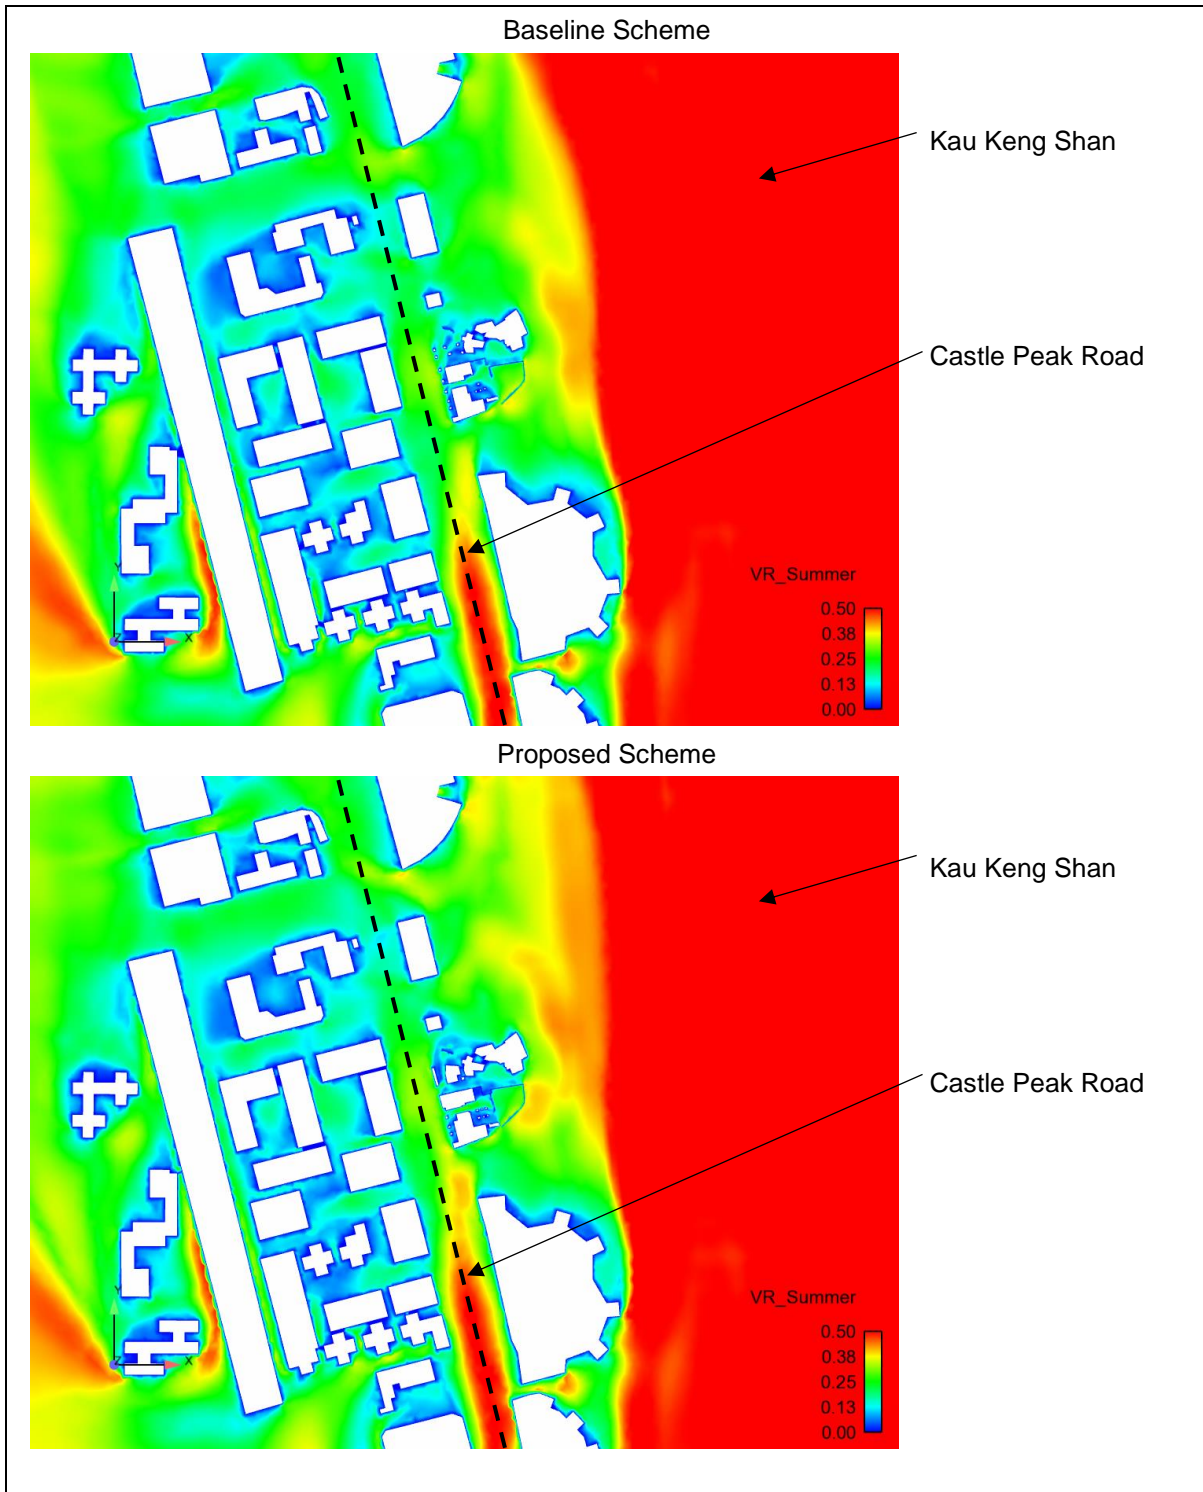 Baseline Scheme
Kau Keng Shan
Castle Peak Road
VR_Summer
0.50
0.38
0.25
0.13
0.00
Y
Z
X
Proposed Scheme
Kau Keng Shan
Castle Peak Road
VR_Summer
0.50
0.38
0.25
0.13
0.00
Y
Z
X